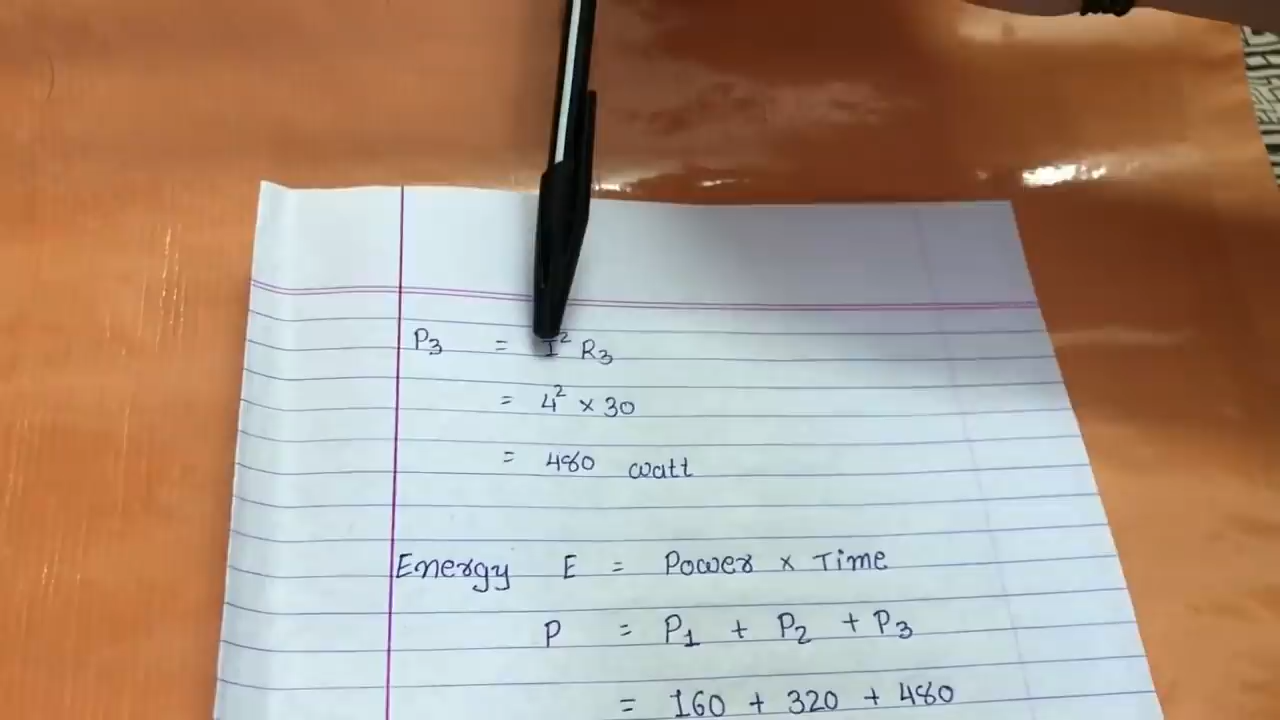 P3 = I² R3
= 4² × 30
= 480 watt
Energy E = Power × Time
P = P1 + P2 + P3
= 160 + 320 + 480